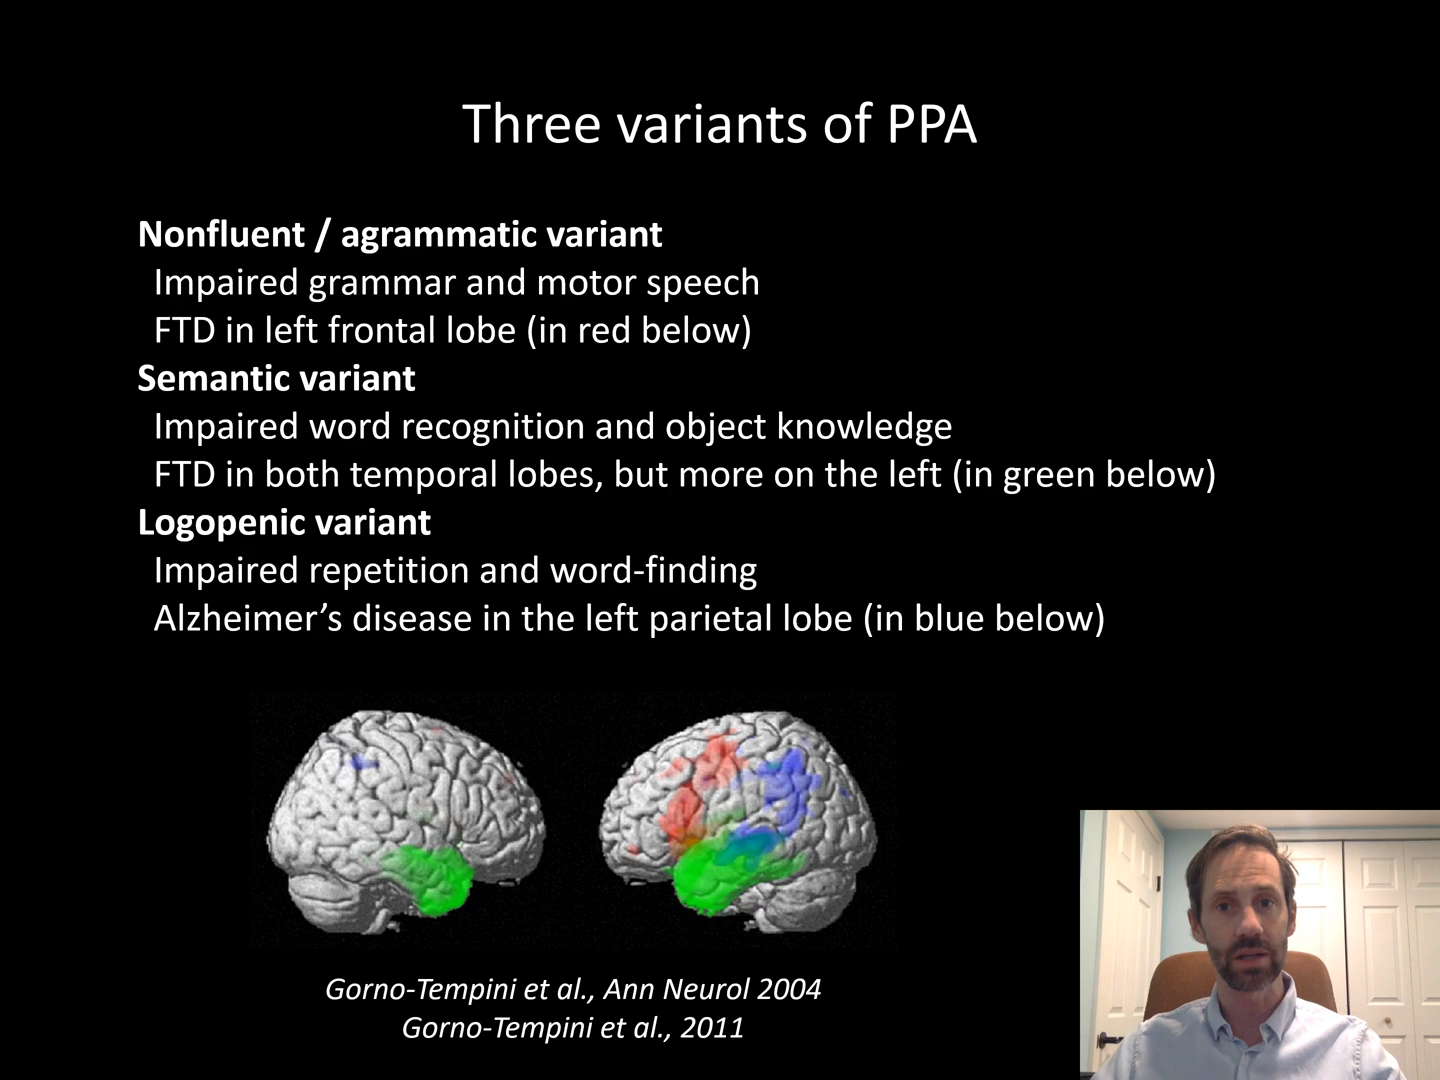 Three variants of PPA
Nonfluent / agrammatic variant
Impaired grammar and motor speech
FTD in left frontal lobe (in red below)
Semantic variant
Impaired word recognition and object knowledge
FTD in both temporal lobes, but more on the left (in green below)
Logopenic variant
Impaired repetition and word-finding
Alzheimer’s disease in the left parietal lobe (in blue below)
Gorno-Tempini et al., Ann Neurol 2004
Gorno-Tempini et al., 2011